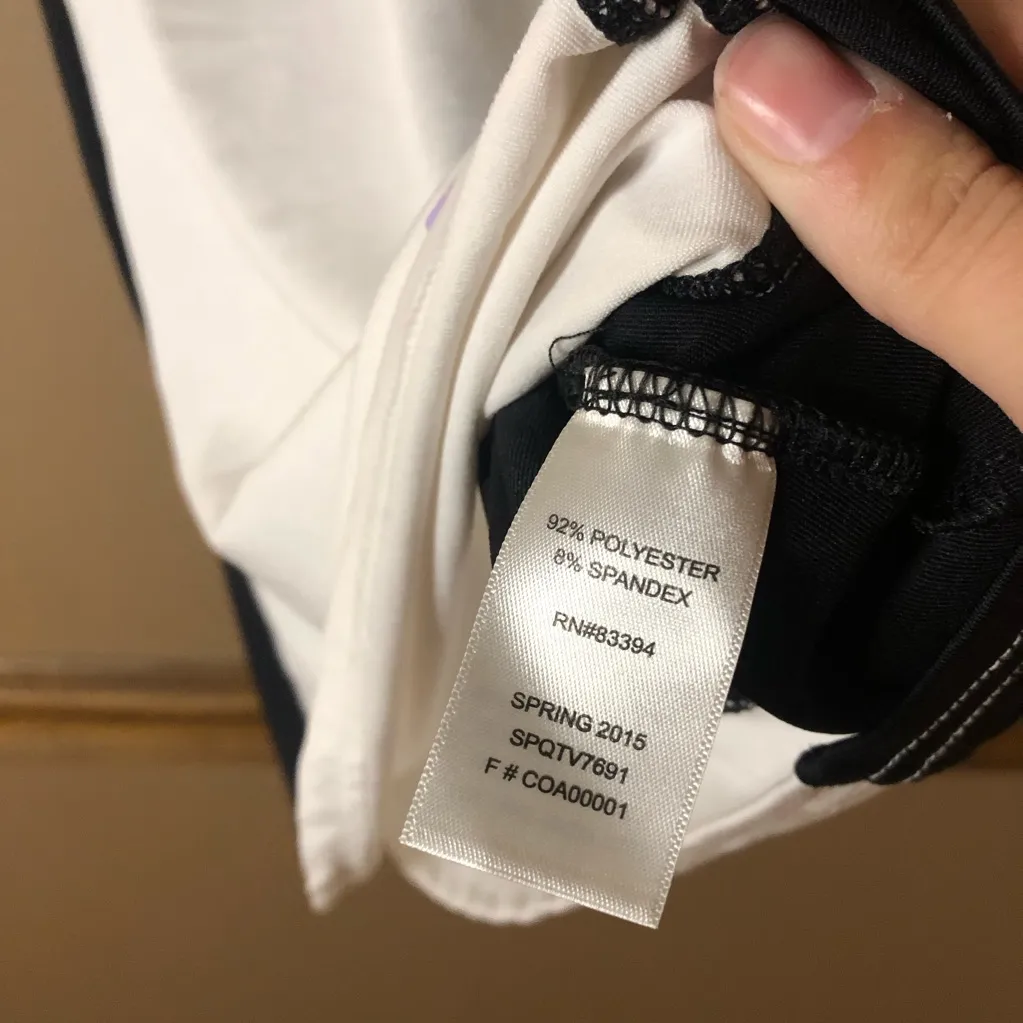 92% POLYESTER
8% SPANDEX
RN#83394
SPRING 2015
SPQTV7691
F # COA00001